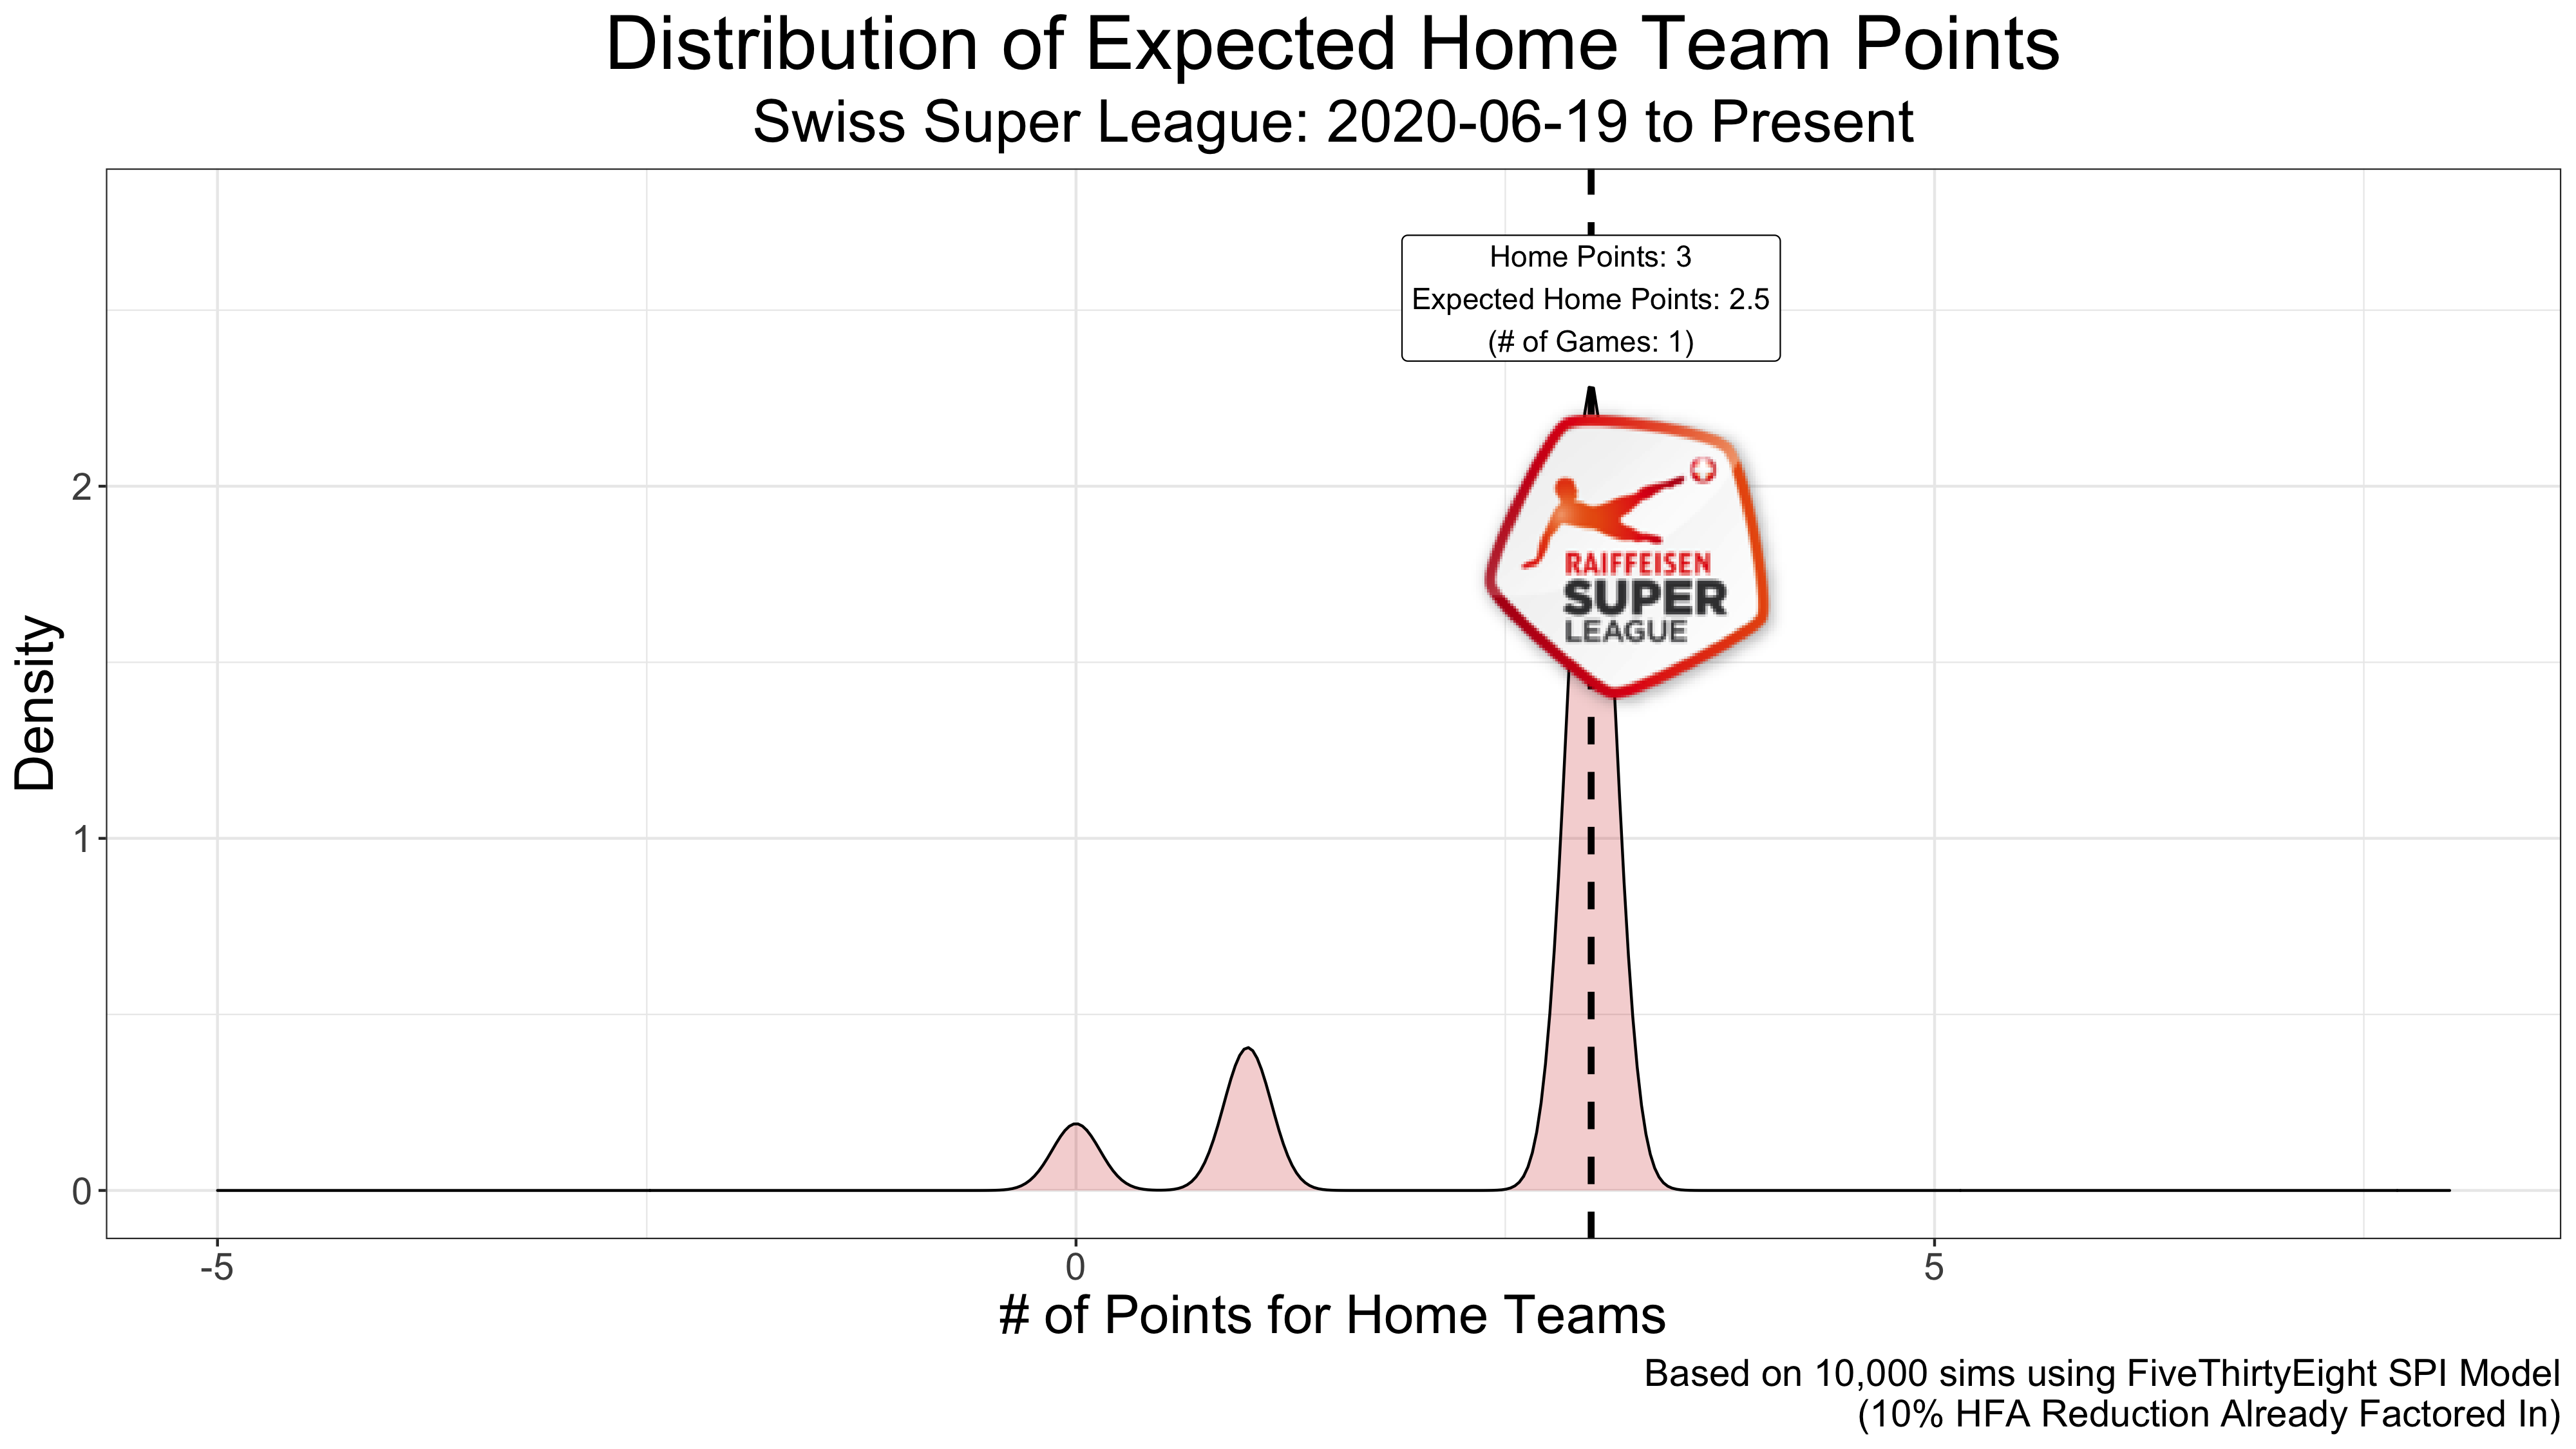 Distribution of Expected Home Team Points
Swiss Super League: 2020-06-19 to Present
Home Points: 3
Expected Home Points: 2.5
(# of Games: 1)
RAIFFEISEN
SUPER
LEAGUE
Density
2
1
0
-5
0
5
# of Points for Home Teams
Based on 10,000 sims using FiveThirtyEight SPI Model
(10% HFA Reduction Already Factored In)